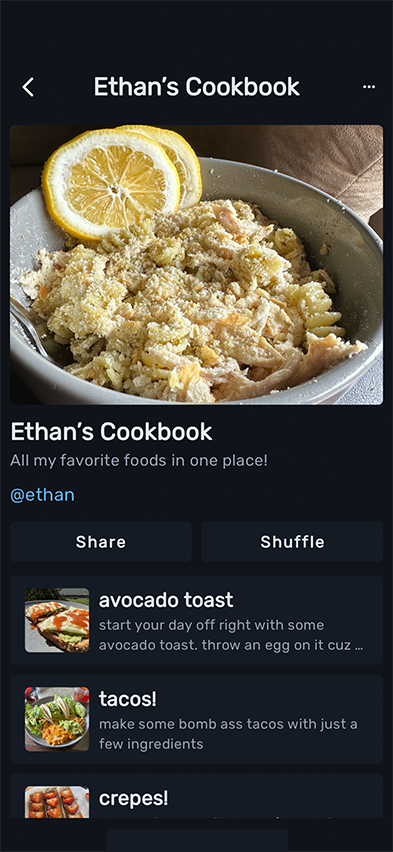 Ethan's Cookbook
Ethan's Cookbook
All my favorite foods in one place!
@ethan
Share
Shuffle
avocado toast
start your day off right with some
avocado toast. throw an egg on it cuz ...
tacos!
make some bomb ass tacos with just a
few ingredients
crepes!